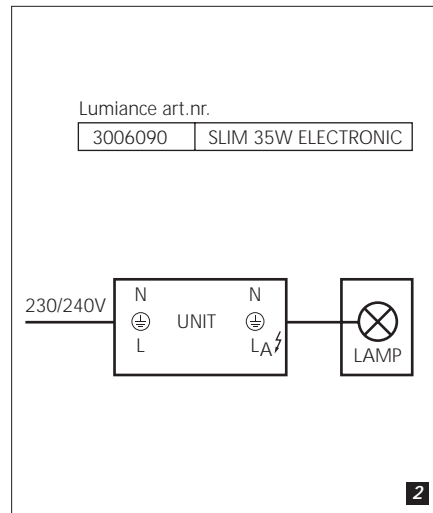 Lumiance art.nr.
3006090 SLIM 35W ELECTRONIC
230/240V
N N
UNIT
L LA
LAMP
2